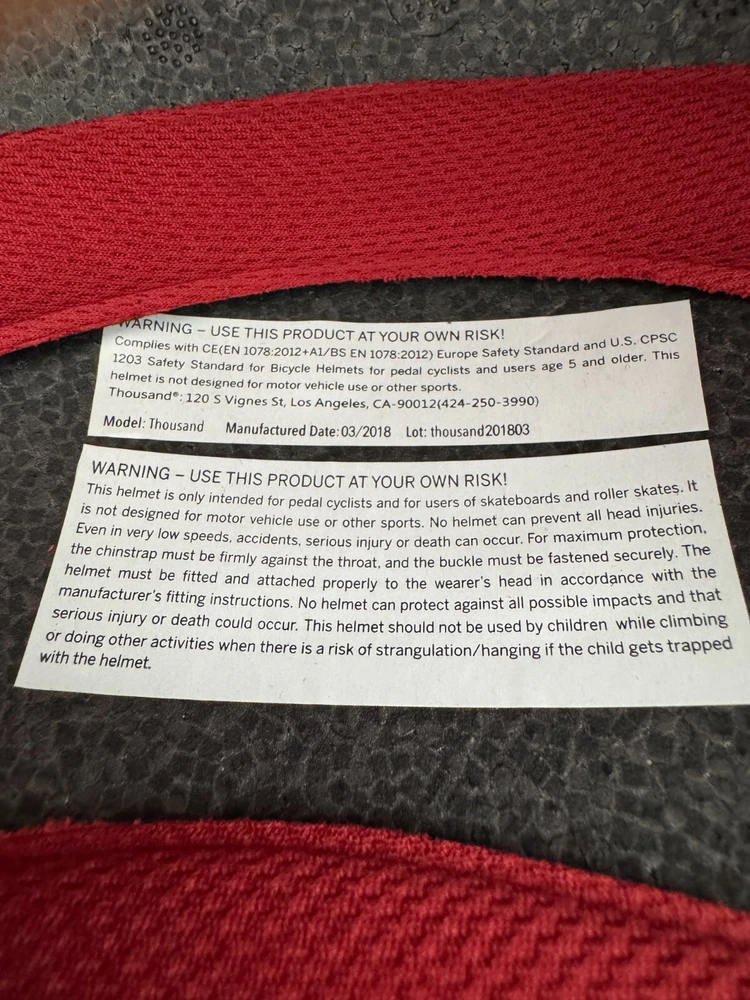 WARNING – USE THIS PRODUCT AT YOUR OWN RISK!
Complies with CE(EN 1078:2012+A1/BS EN 1078:2012) Europe Safety Standard and U.S. CPSC
1203 Safety Standard for Bicycle Helmets for pedal cyclists and users age 5 and older. This
helmet is not designed for motor vehicle use or other sports.
Thousand®: 120 S Vignes St, Los Angeles, CA-90012(424-250-3990)
Model: Thousand Manufactured Date: 03/2018 Lot: thousand201803
WARNING – USE THIS PRODUCT AT YOUR OWN RISK!
This helmet is only intended for pedal cyclists and for users of skateboards and roller skates. It
is not designed for motor vehicle use or other sports. No helmet can prevent all head injuries.
Even in very low speeds, accidents, serious injury or death can occur. For maximum protection,
the chinstrap must be firmly against the throat, and the buckle must be fastened securely. The
helmet must be fitted and attached properly to the wearer's head in accordance with the
manufacturer's fitting instructions. No helmet can protect against all possible impacts and that
serious injury or death could occur. This helmet should not be used by children while climbing
or doing other activities when there is a risk of strangulation/hanging if the child gets trapped
with the helmet.